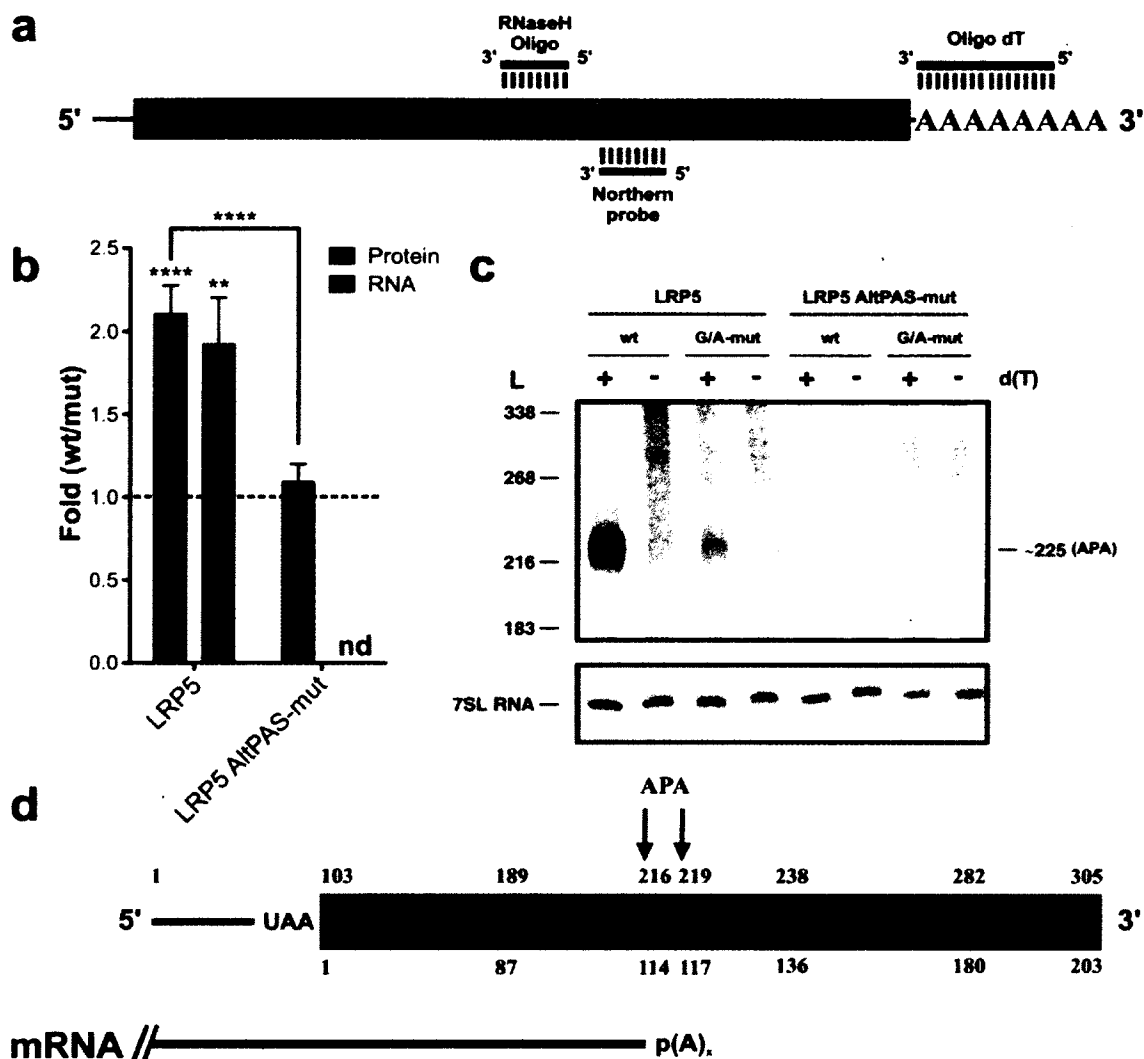 a
RNaseH
Oligo
3' 5'
Oligo dT
3' 5'
5' AAAAAAAA 3'
3' 5'
Northern
probe
b
****
2.5
2.0
1.5
1.0
0.5
0.0
Fold (wt/mut)
**** **
Protein
RNA
nd
LRP5
LRP5 AltPAS-mut
c
LRP5 LRP5 AltPAS-mut
wt G/A-mut wt G/A-mut
L + - + - + - + - d(T)
338
268
216
183
~225 (APA)
7SL RNA
d
APA
1 103 189 216 219 238 282 305
5' UAA 3'
1 87 114 117 136 180 203
mRNA // p(A)x